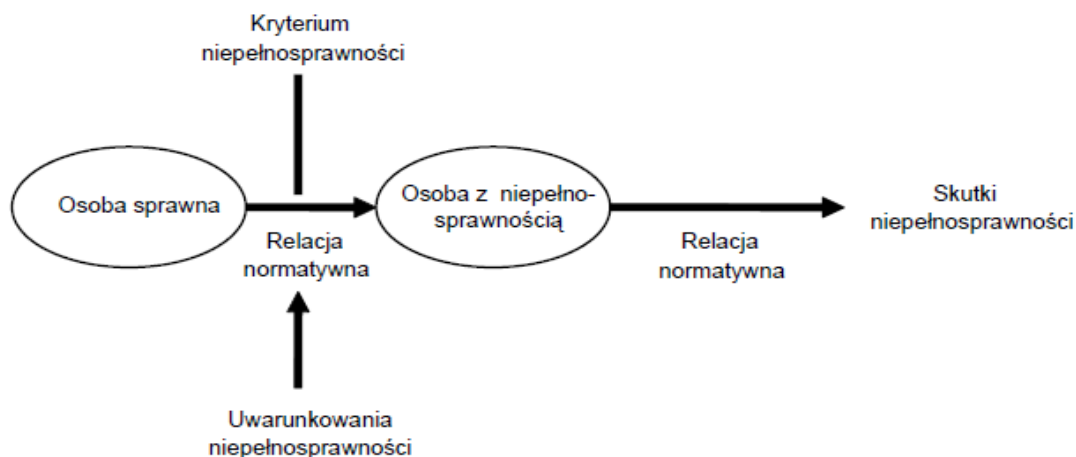 Kryterium
niepełnosprawności
Osoba sprawna
Relacja
normatywna
Osoba z niepełno-
sprawnością
Relacja
normatywna
Skutki
niepełnosprawności
Uwarunkowania
niepełnosprawności